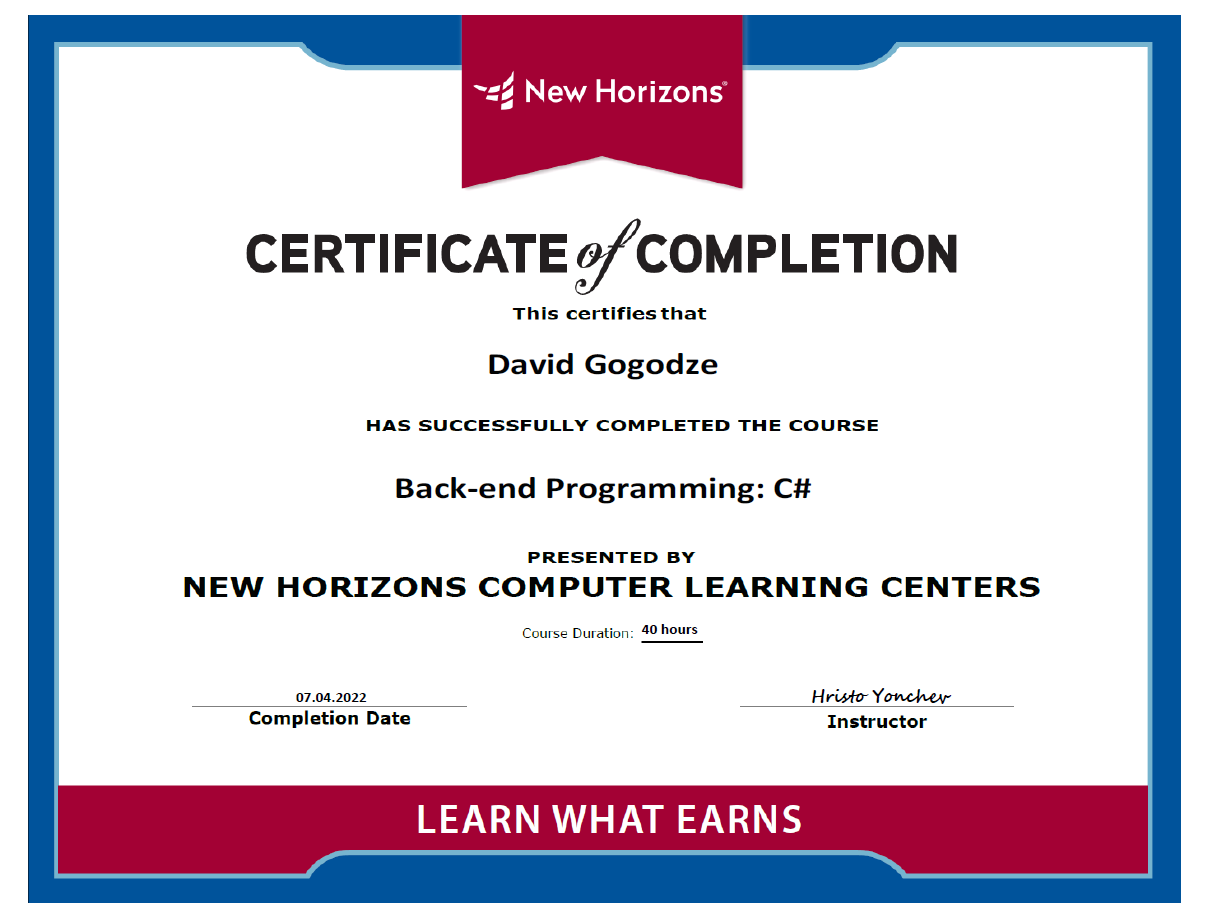 New Horizons®
CERTIFICATE of COMPLETION
This certifies that
David Gogodze
HAS SUCCESSFULLY COMPLETED THE COURSE
Back-end Programming: C#
PRESENTED BY
NEW HORIZONS COMPUTER LEARNING CENTERS
Course Duration: 40 hours
07.04.2022
Completion Date
Hristo Yonchev
Instructor
LEARN WHAT EARNS